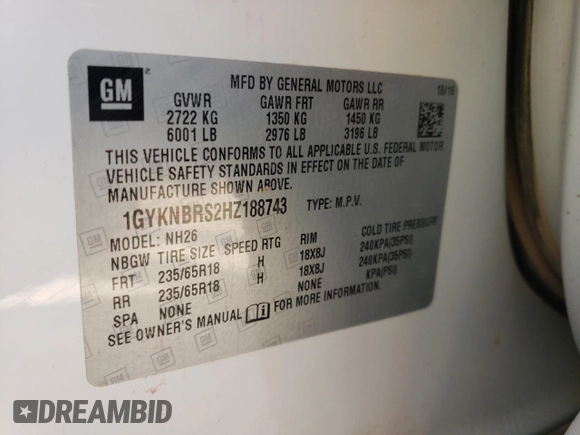 GM
MFD BY GENERAL MOTORS LLC 10/16
GVWR GAWR FRT GAWR RR
2722 KG 1350 KG 1450 KG
6001 LB 2976 LB 3196 LB
THIS VEHICLE CONFORMS TO ALL APPLICABLE U.S. FEDERAL MOTOR
VEHICLE SAFETY STANDARDS IN EFFECT ON THE DATE OF
MANUFACTURE SHOWN ABOVE.
1GYKNBRS2HZ188743 TYPE: M.P.V.
MODEL: NH26
NBGW TIRE SIZE SPEED RTG RIM COLD TIRE PRESSURE
FRT 235/65R18 H 18X8J 240KPA(35PSI)
RR 235/65R18 H 18X8J 240KPA(35PSI)
SPA NONE NONE KPA(PSI)
SEE OWNER'S MANUAL FOR MORE INFORMATION.
DREAMBID